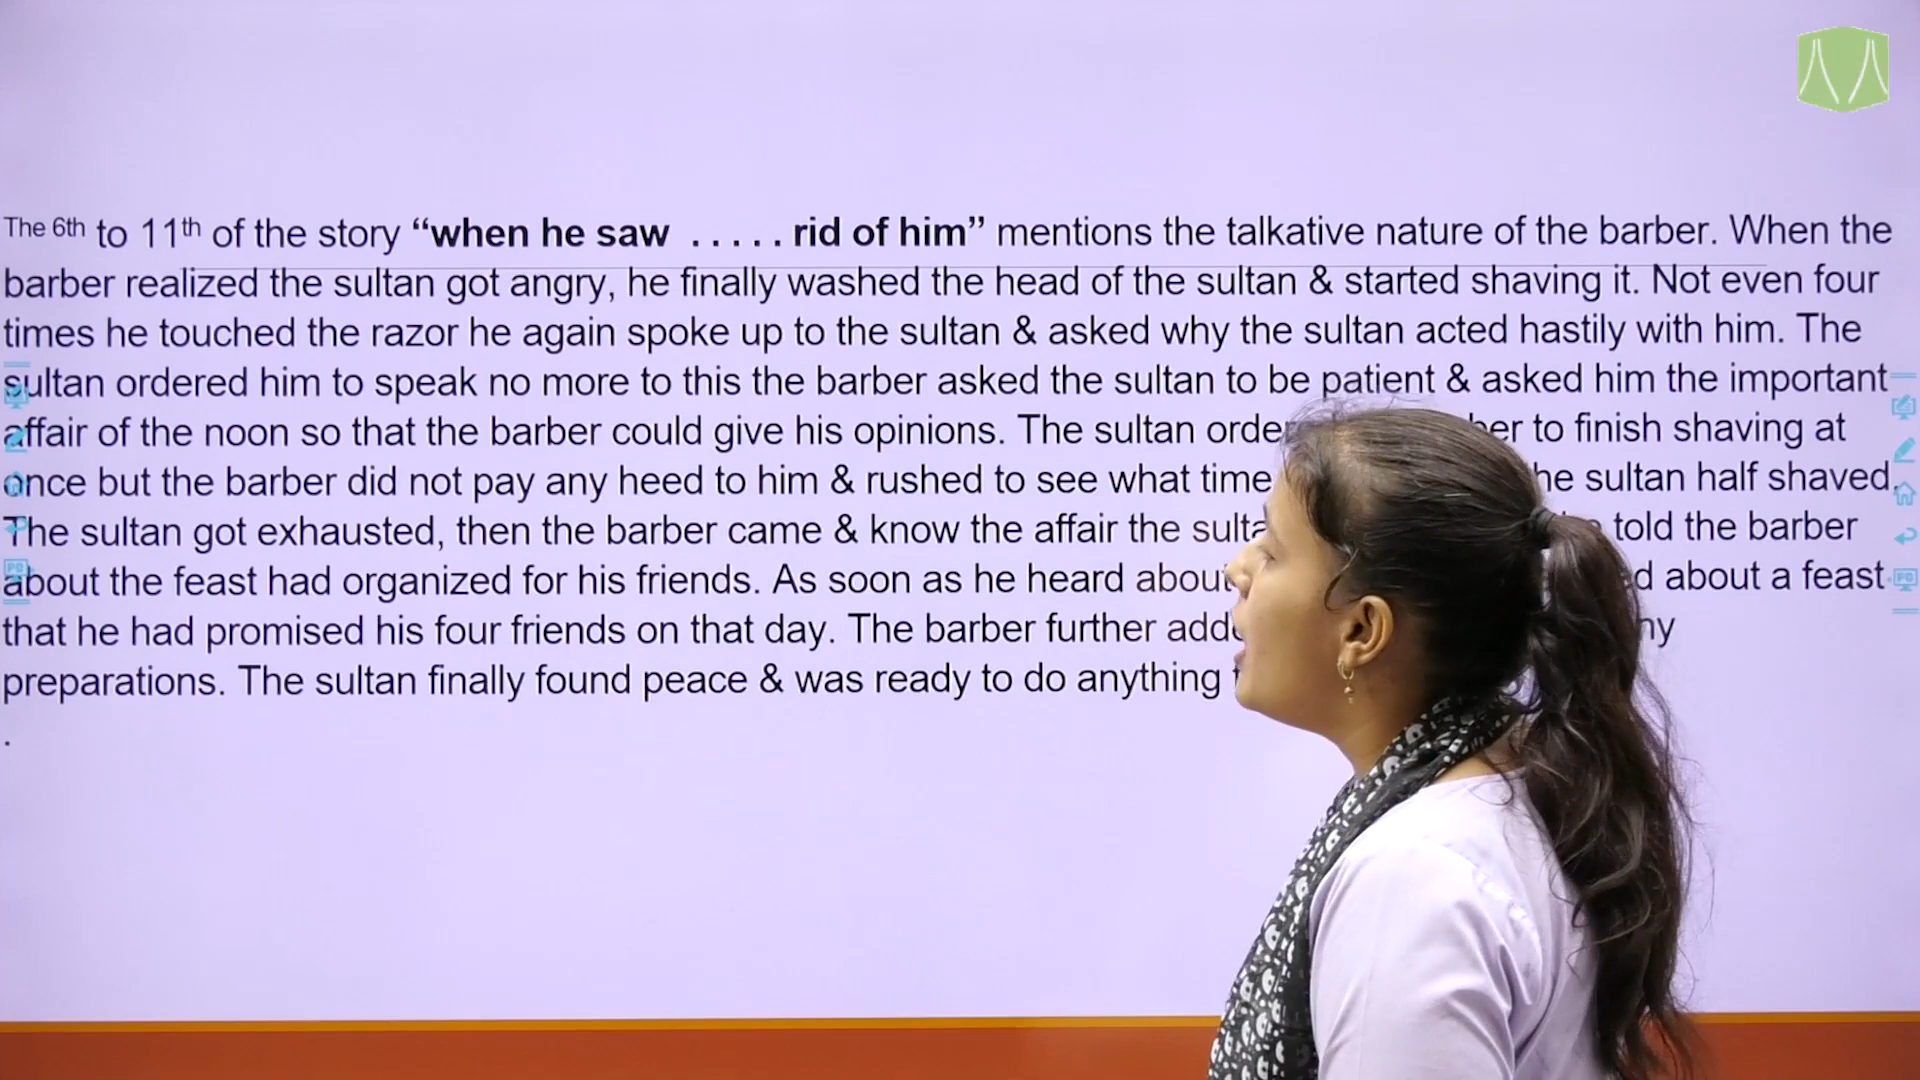 The 6th to 11th of the story “when he saw ..... rid of him” mentions the talkative nature of the barber. When the
barber realized the sultan got angry, he finally washed the head of the sultan & started shaving it. Not even four
times he touched the razor he again spoke up to the sultan & asked why the sultan acted hastily with him. The
sultan ordered him to speak no more to this the barber asked the sultan to be patient & asked him the important
affair of the noon so that the barber could give his opinions. The sultan to finish shaving at
once but the barber did not pay any heed to him & rushed to see what time sultan half shaved.
The sultan got exhausted, then the barber came & know the affair the told the barber
about the feast had organized for his friends. As soon as he heard about about a feast
that he had promised his four friends on that day. The barber further
preparations. The sultan finally found peace & was ready to do anything
.